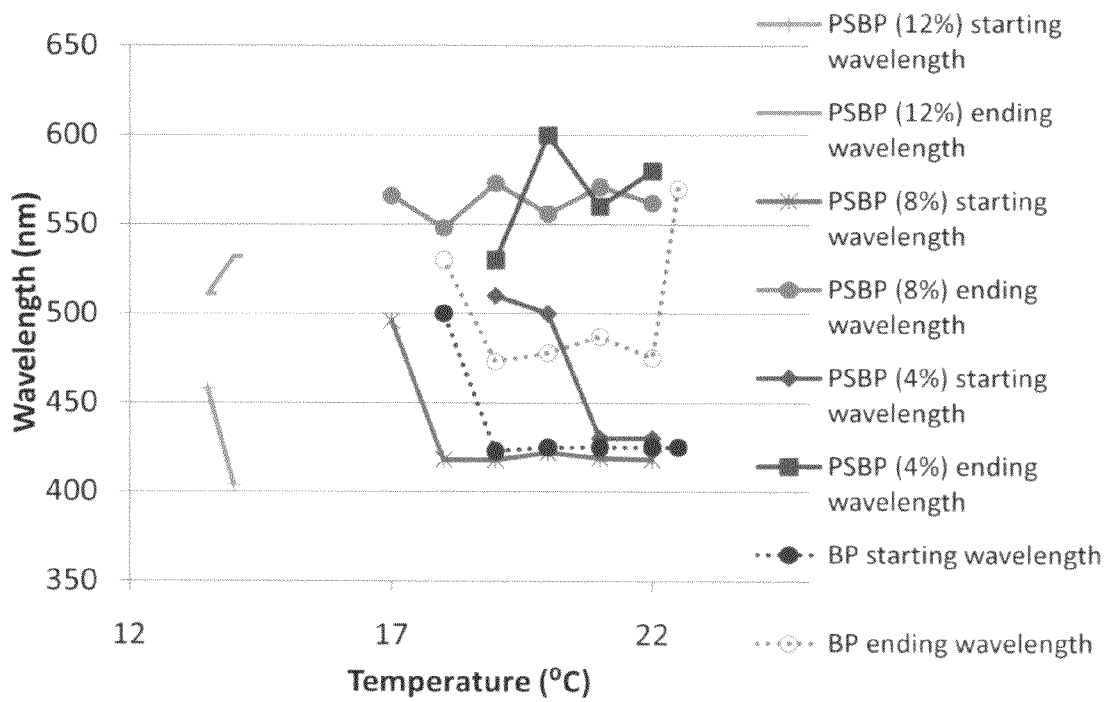 650
600
550
500
450
400
350
12
17
22
Wavelength (nm)
Temperature (⁰C)
PSBP (12%) starting
wavelength
PSBP (12%) ending
wavelength
PSBP (8%) starting
wavelength
PSBP (8%) ending
wavelength
PSBP (4%) starting
wavelength
PSBP (4%) ending
wavelength
BP starting wavelength
BP ending wavelength